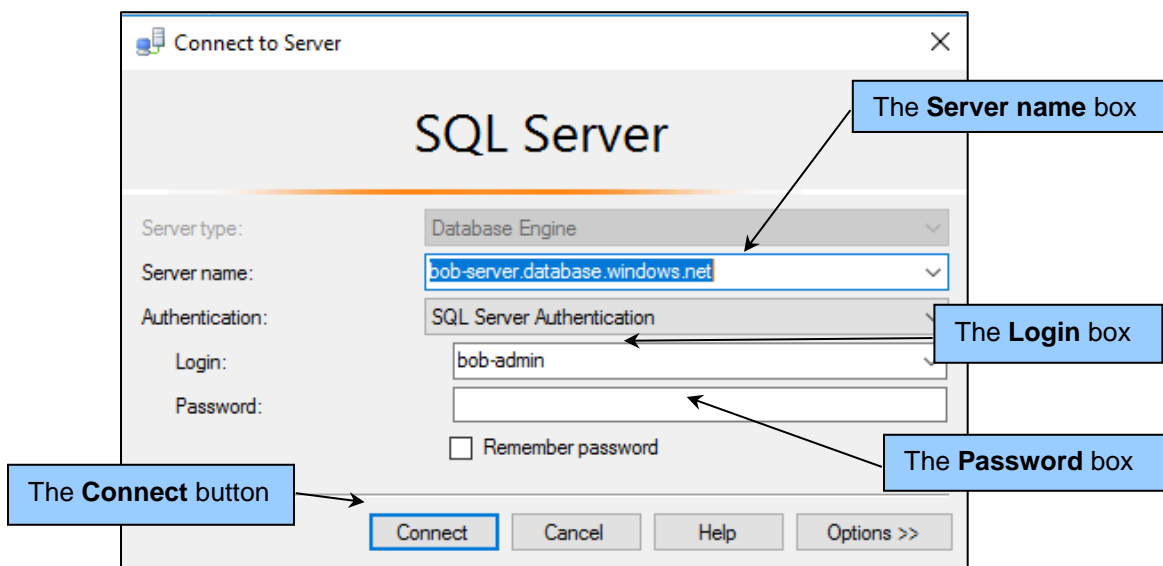 Connect to Server
The Server name box
SQL Server
Server type:
Database Engine
Server name:
bob-server.database.windows.net
Authentication:
SQL Server Authentication
The Login box
Login:
bob-admin
Password:
Remember password
The Password box
The Connect button
Connect
Cancel
Help
Options >>